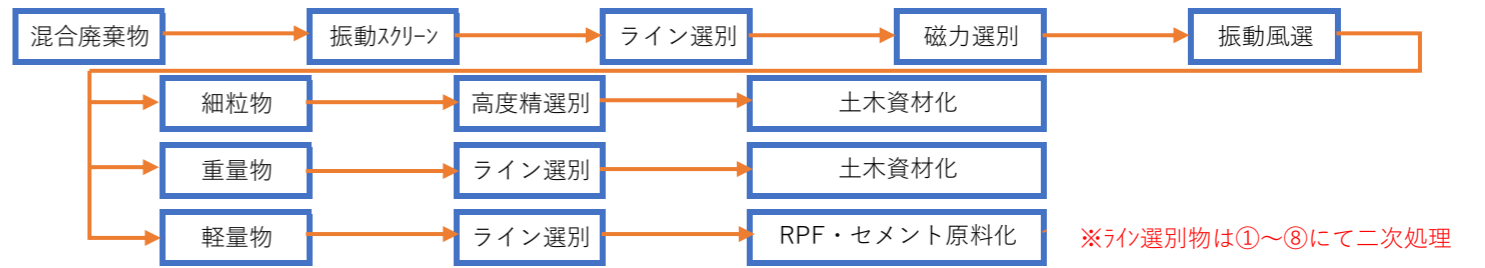 混合廃棄物 振動ｽｸﾘｰﾝ ライン選別 磁力選別 振動風選
細粒物 高度精選別 土木資材化
重量物 ライン選別 土木資材化
軽量物 ライン選別 RPF・セメント原料化 ※ﾗｲﾝ選別物は①～⑧にて二次処理